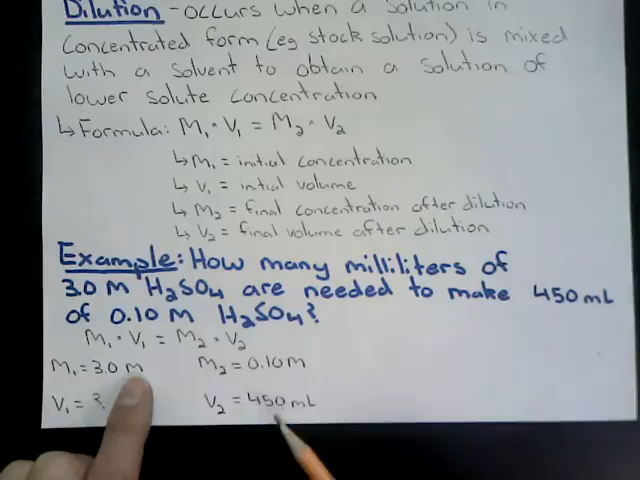 Dilution - occurs when a solution in
concentrated form (eg stock solution) is mixed
with a solvent to obtain a solution of
lower solute concentration
↳ Formula: M₁ · V₁ = M₂ · V₂
↳ M₁ = initial concentration
↳ V₁ = initial volume
↳ M₂ = final concentration after dilution
↳ V₂ = final volume after dilution
Example: How many milliliters of
3.0 M H₂SO₄ are needed to make 450 mL
of 0.10 M H₂SO₄?
M₁ · V₁ = M₂ · V₂
M₁ = 3.0 M M₂ = 0.10 M
V₁ = ? V₂ = 450 mL